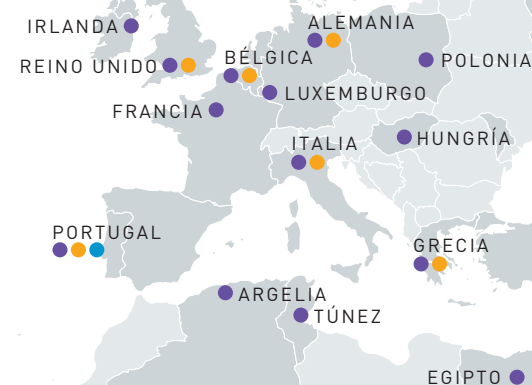 IRLANDA
ALEMANIA
REINO UNIDO
BÉLGICA
POLONIA
LUXEMBURGO
FRANCIA
ITALIA
HUNGRÍA
PORTUGAL
GRECIA
ARGELIA
TÚNEZ
EGIPTO